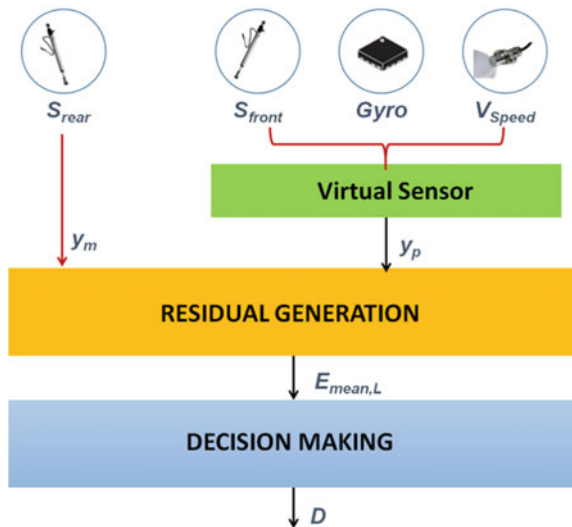 S_rear S_front Gyro V_Speed
Virtual Sensor
y_m y_p
RESIDUAL GENERATION
E_mean,L
DECISION MAKING
D